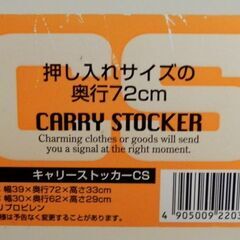 CS
押し入れサイズの
奥行72cm
CARRY STOCKER
Charming clothes or goods will send
you a signal at the right moment.
キャリーストッカーCS
幅39×奥行72×高さ33cm
幅30×奥行62×高さ29cm
リプロピレン
様は予告なく変更することがあります。
4 905009 2203